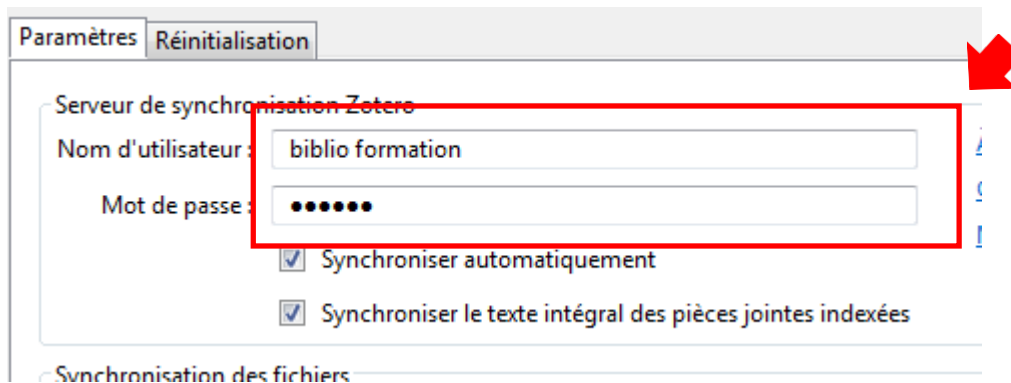 Paramètres Réinitialisation
Serveur de synchronisation Zotero
Nom d'utilisateur : biblio formation
Mot de passe : ●●●●●●
Synchroniser automatiquement
Synchroniser le texte intégral des pièces jointes indexées
Synchronisation des fichiers